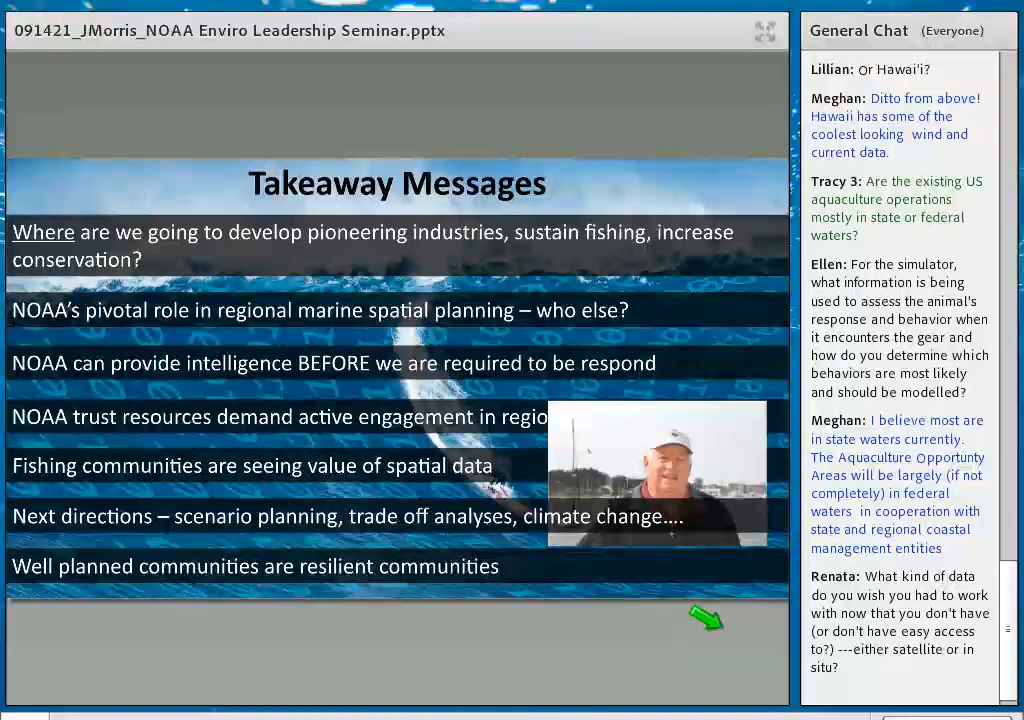 091421_JMorris_NOAA Enviro Leadership Seminar.pptx
Takeaway Messages
Where are we going to develop pioneering industries, sustain fishing, increase
conservation?
NOAA's pivotal role in regional marine spatial planning – who else?
NOAA can provide intelligence BEFORE we are required to be respond
NOAA trust resources demand active engagement in regio
Fishing communities are seeing value of spatial data
Next directions – scenario planning, trade off analyses, climate change....
Well planned communities are resilient communities
General Chat (Everyone)
Lillian: Or Hawai'i?
Meghan: Ditto from above!
Hawaii has some of the
coolest looking wind and
current data.
Tracy 3: Are the existing US
aquaculture operations
mostly in state or federal
waters?
Ellen: For the simulator,
what information is being
used to assess the animal's
response and behavior when
it encounters the gear and
how do you determine which
behaviors are most likely
and should be modelled?
Meghan: I believe most are
in state waters currently.
The Aquaculture Opportunty
Areas will be largely (if not
completely) in federal
waters in cooperation with
state and regional coastal
management entities
Renata: What kind of data
do you wish you had to work
with now that you don't have
(or don't have easy access
to?) ---either satellite or in
situ?